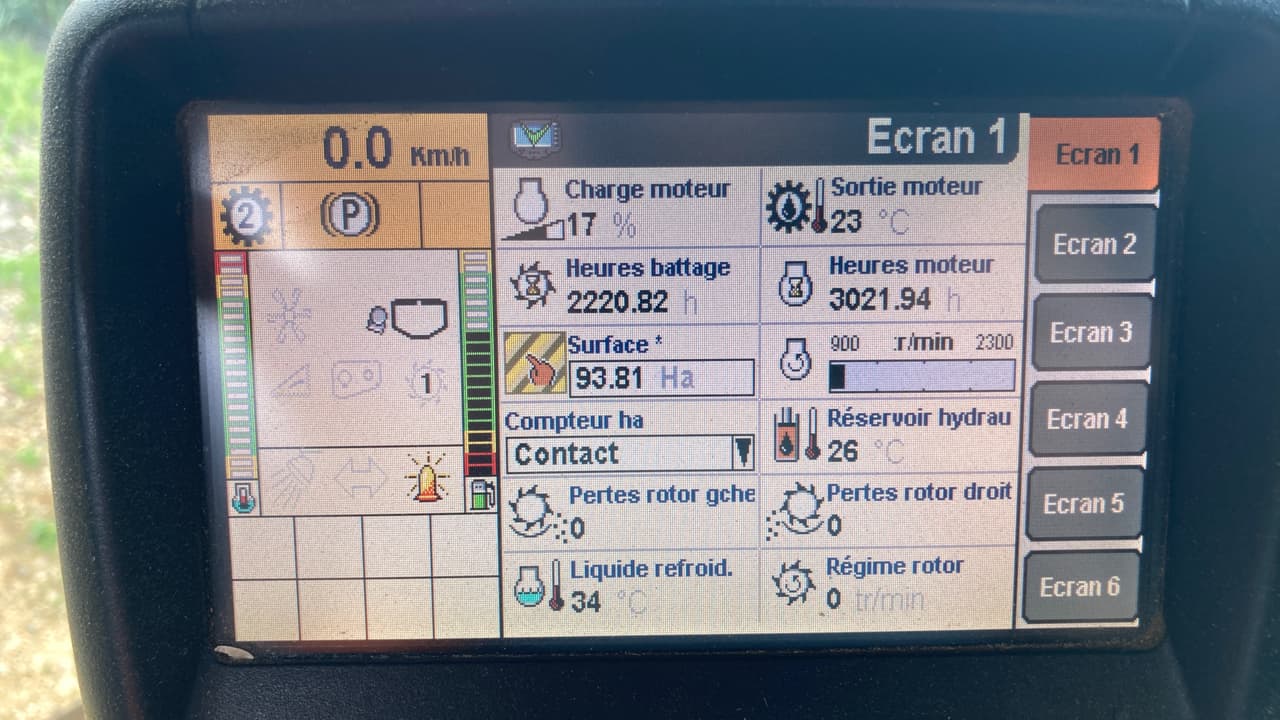 0.0 Km/h
2
P
1
Ecran 1
Charge moteur
17 %
Sortie moteur
23 °C
Heures battage
2220.82 h
Heures moteur
3021.94 h
Surface *
93.81 Ha
900 :r/min 2300
Compteur ha
Contact
Réservoir hydrau
26 °C
Pertes rotor gche
0
Pertes rotor droit
0
Liquide refroid.
34 °C
Régime rotor
0 tr/min
Ecran 1
Ecran 2
Ecran 3
Ecran 4
Ecran 5
Ecran 6